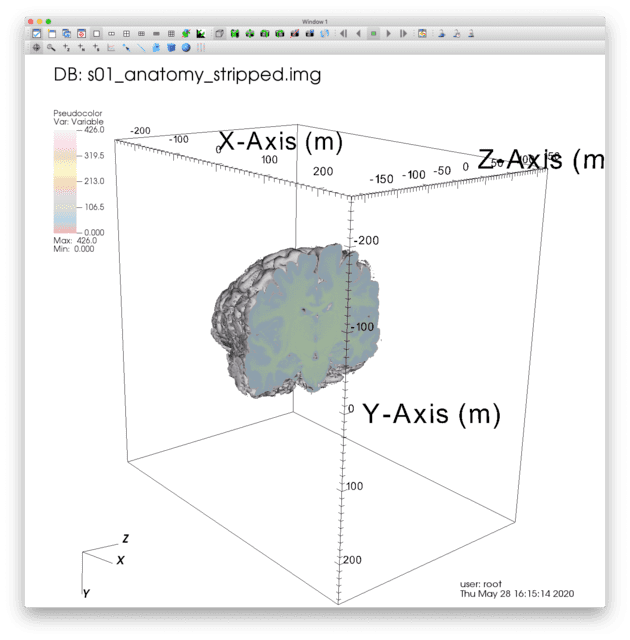 Window 1
DB: s01_anatomy_stripped.img
Pseudocolor
Var: Variable
426.0
319.5
213.0
106.5
0.000
Max: 426.0
Min: 0.000
X-Axis (m)
-200
-100
0
100
200
Z-Axis (m
-150
-100
-50
0
50
Y-Axis (m)
-200
-100
0
100
200
Z
X
Y
user: root
Thu May 28 16:15:14 2020